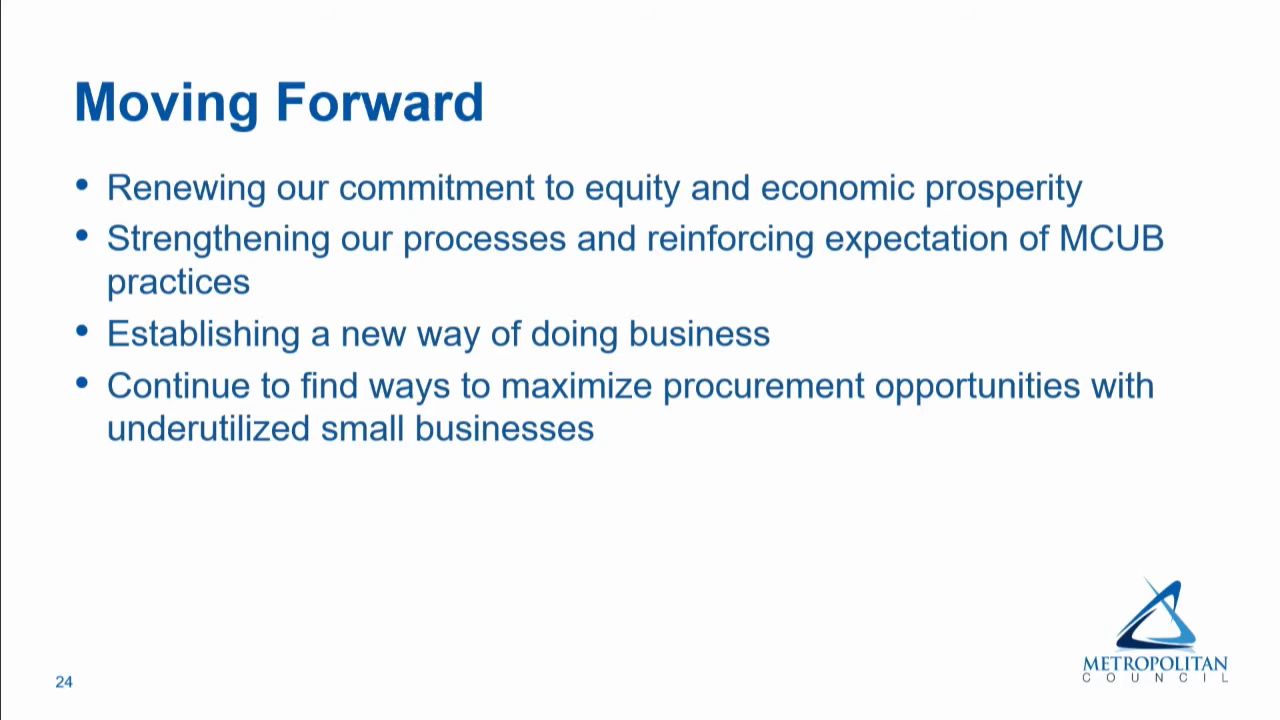 Moving Forward
• Renewing our commitment to equity and economic prosperity
• Strengthening our processes and reinforcing expectation of MCUB
practices
• Establishing a new way of doing business
• Continue to find ways to maximize procurement opportunities with
underutilized small businesses
24
METROPOLITAN
COUNCIL